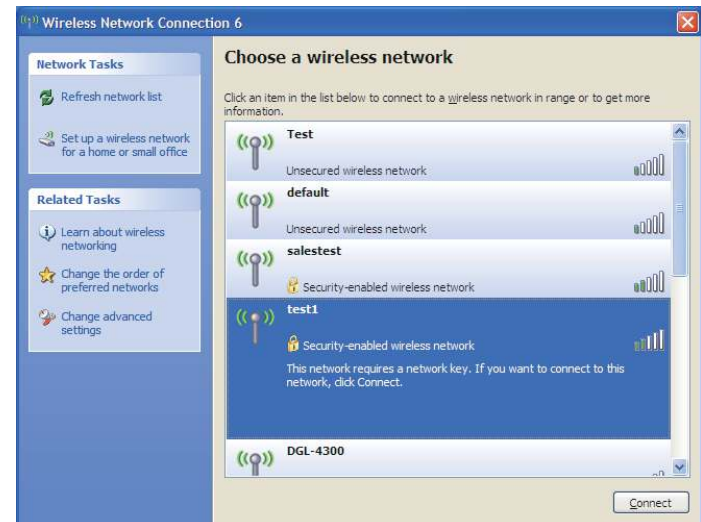 Wireless Network Connection 6
Network Tasks
Refresh network list
Set up a wireless network
for a home or small office
Related Tasks
Learn about wireless
networking
Change the order of
preferred networks
Change advanced
settings
Choose a wireless network
Click an item in the list below to connect to a wireless network in range or to get more
information.
Test
Unsecured wireless network
default
Unsecured wireless network
salestest
Security-enabled wireless network
test1
Security-enabled wireless network
This network requires a network key. If you want to connect to this
network, click Connect.
DGL-4300
Connect